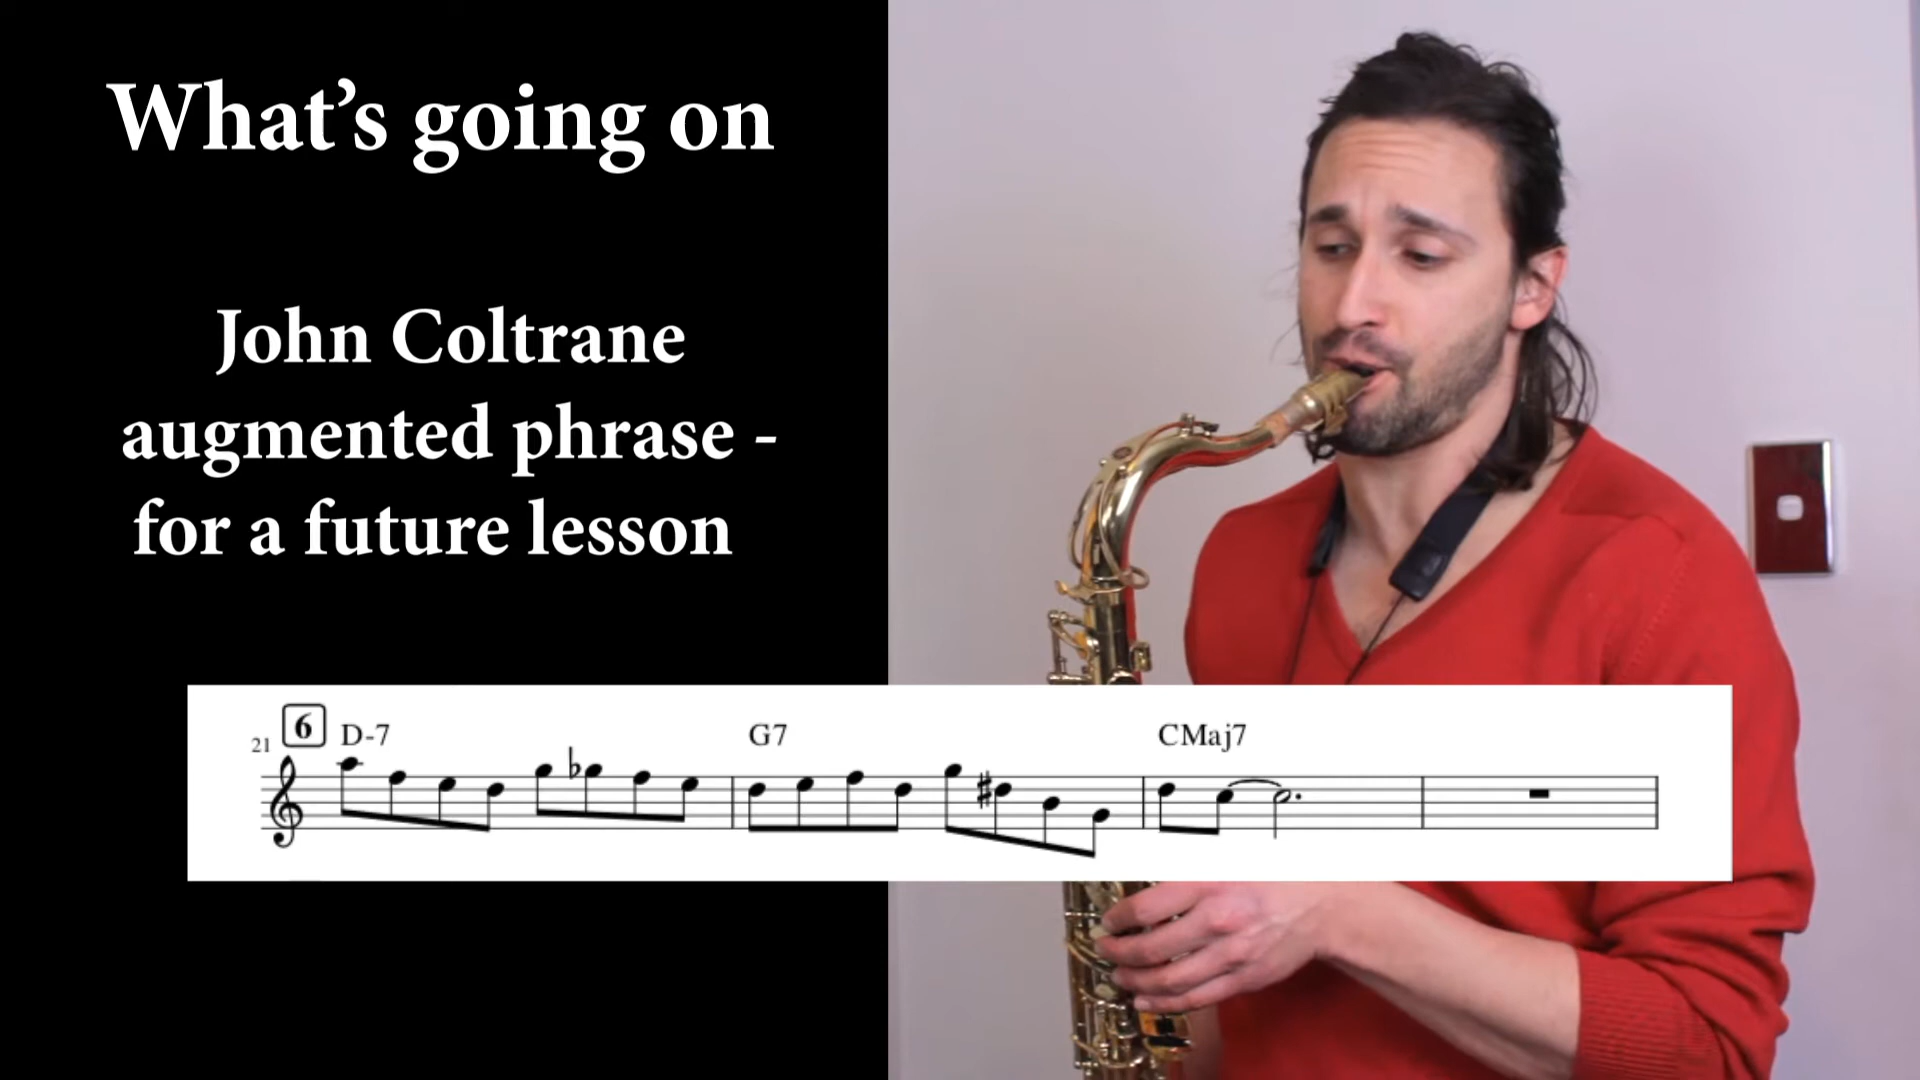 What’s going on
John Coltrane
augmented phrase -
for a future lesson
6 D-7 G7 CMaj7
21